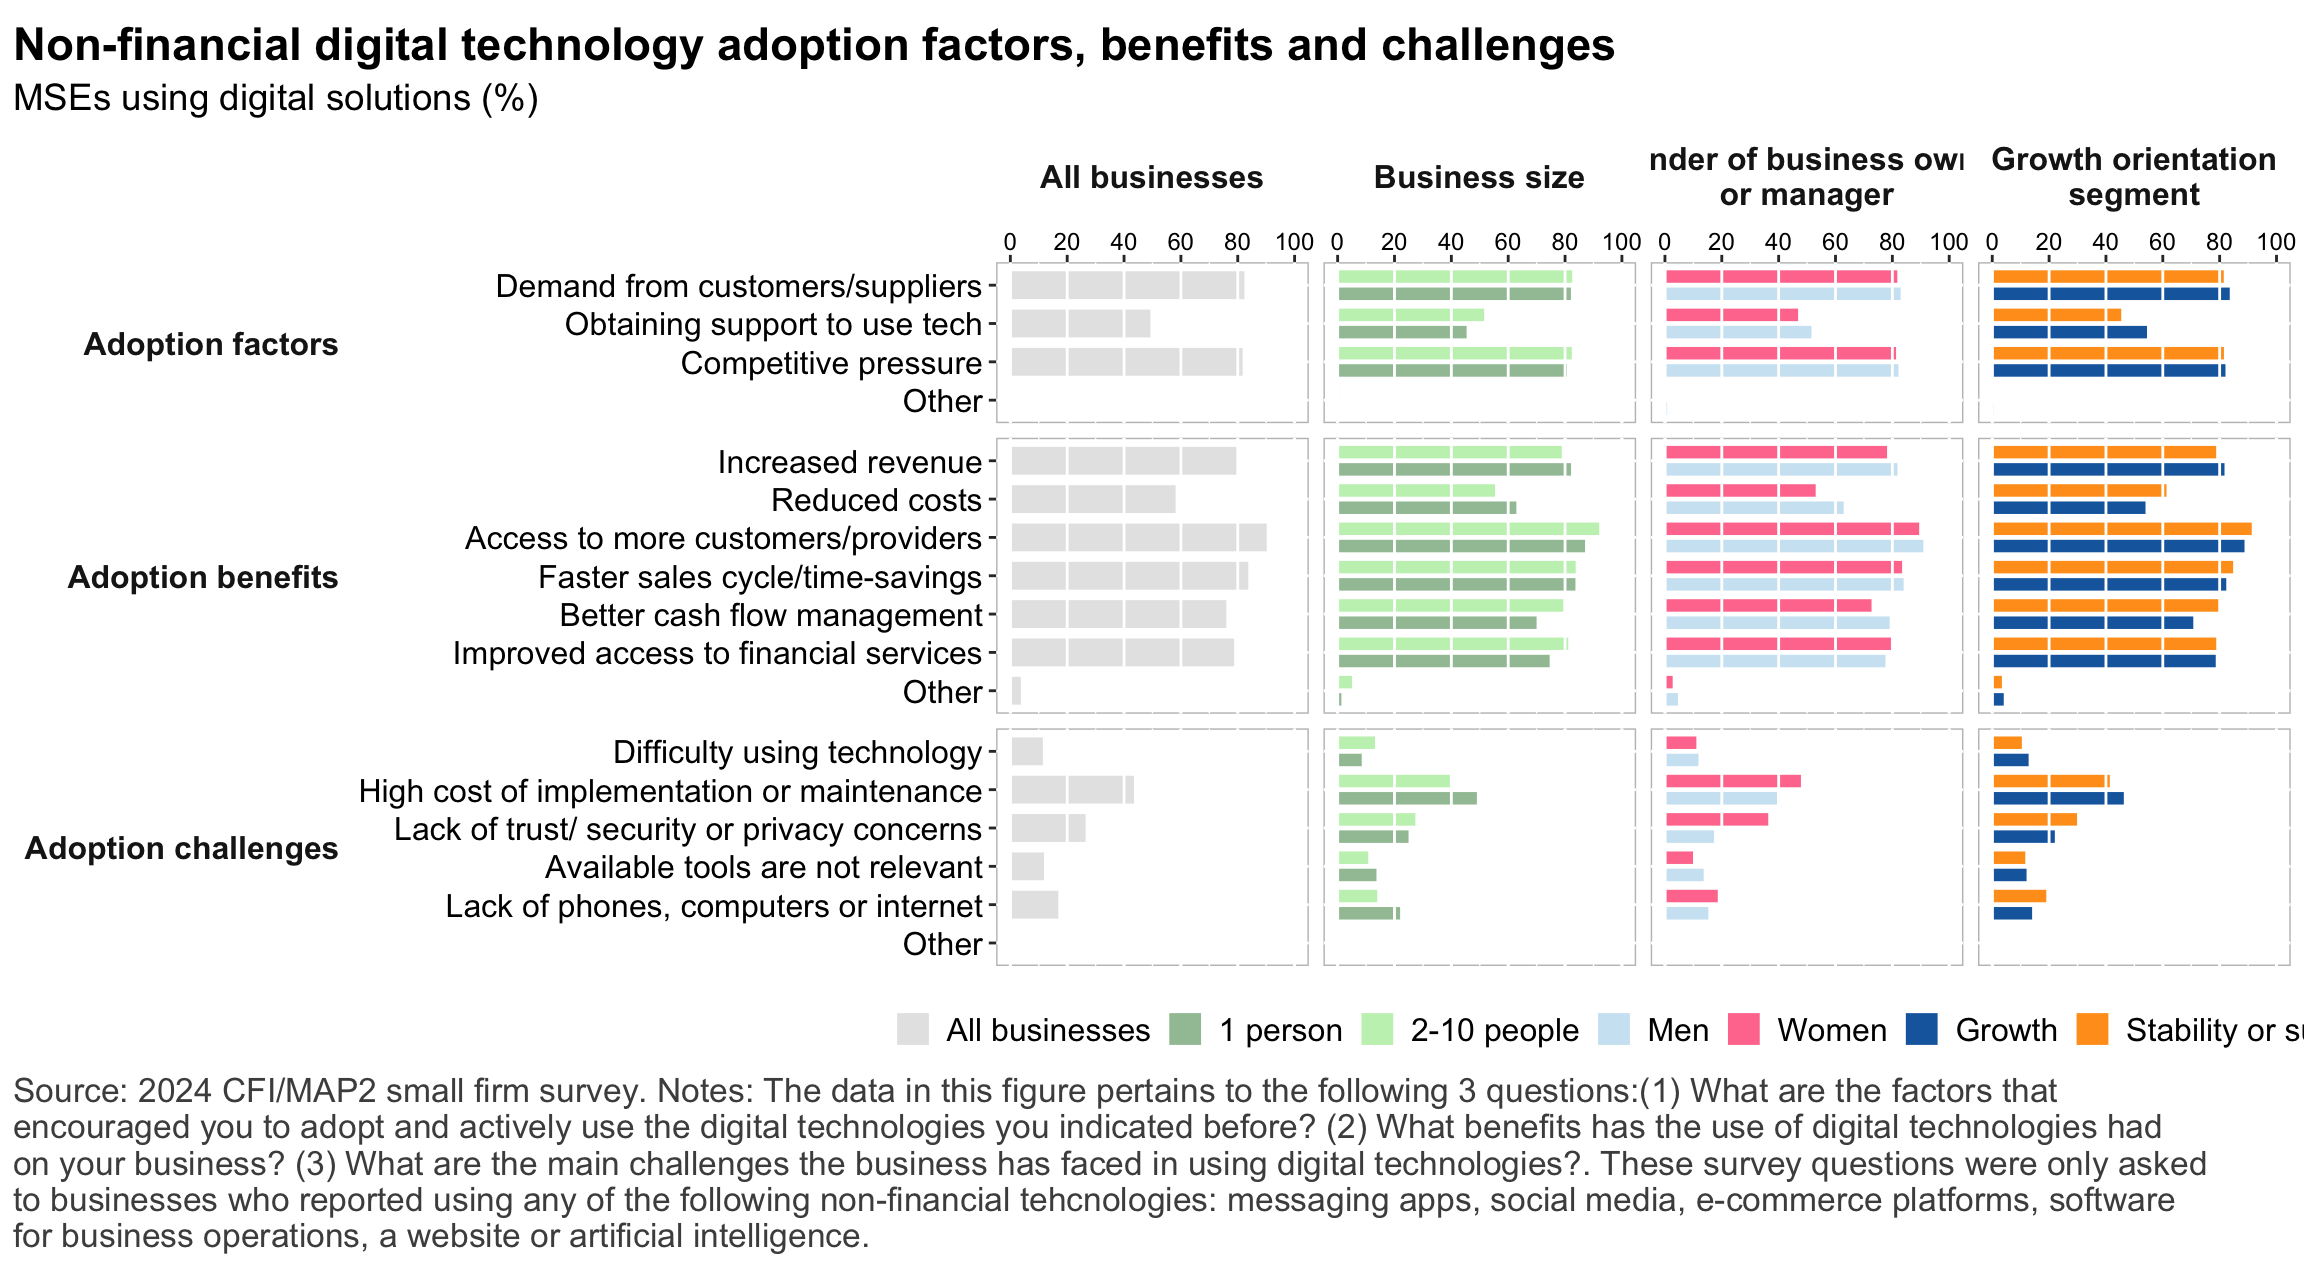 Non-financial digital technology adoption factors, benefits and challenges
MSEs using digital solutions (%)
All businesses
Business size
nder of business own
or manager
Growth orientation
segment
0 20 40 60 80 100
0 20 40 60 80 100
0 20 40 60 80 100
0 20 40 60 80 100
Adoption factors
Demand from customers/suppliers
Obtaining support to use tech
Competitive pressure
Other
Adoption benefits
Increased revenue
Reduced costs
Access to more customers/providers
Faster sales cycle/time-savings
Better cash flow management
Improved access to financial services
Other
Adoption challenges
Difficulty using technology
High cost of implementation or maintenance
Lack of trust/ security or privacy concerns
Available tools are not relevant
Lack of phones, computers or internet
Other
All businesses 1 person 2-10 people Men Women Growth Stability or su
Source: 2024 CFI/MAP2 small firm survey. Notes: The data in this figure pertains to the following 3 questions:(1) What are the factors that
encouraged you to adopt and actively use the digital technologies you indicated before? (2) What benefits has the use of digital technologies had
on your business? (3) What are the main challenges the business has faced in using digital technologies?. These survey questions were only asked
to businesses who reported using any of the following non-financial tehcnologies: messaging apps, social media, e-commerce platforms, software
for business operations, a website or artificial intelligence.